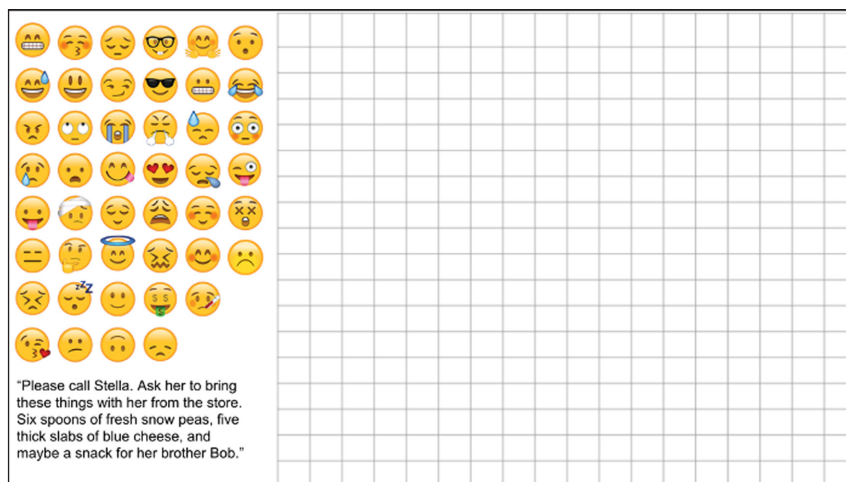 “Please call Stella. Ask her to bring
these things with her from the store.
Six spoons of fresh snow peas, five
thick slabs of blue cheese, and
maybe a snack for her brother Bob.”